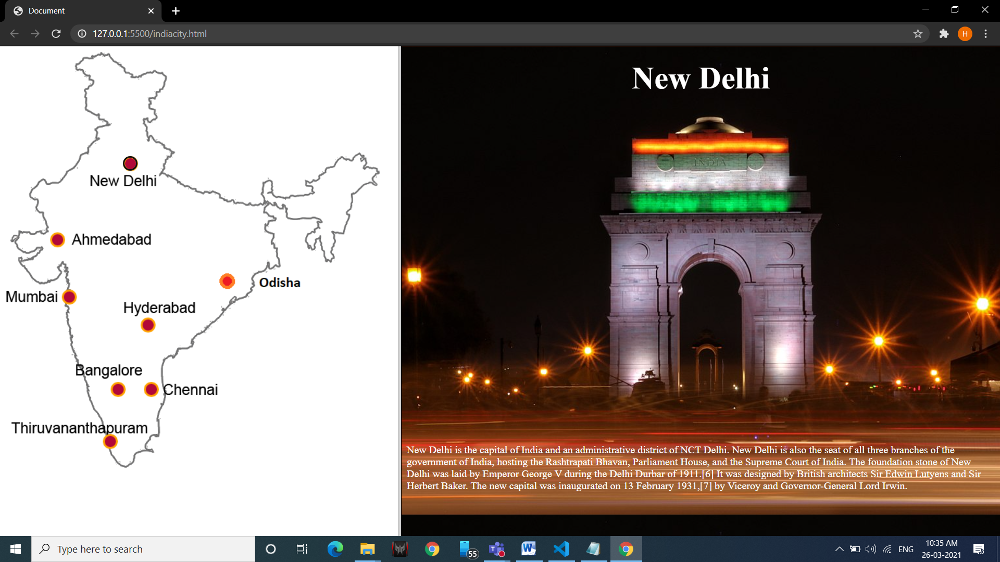 Document
127.0.0.1:5500/indiacity.html
H
New Delhi
Ahmedabad
Odisha
Mumbai
Hyderabad
Bangalore
Chennai
Thiruvananthapuram
New Delhi
INDIA
New Delhi is the capital of India and an administrative district of NCT Delhi. New Delhi is also the seat of all three branches of the
government of India, hosting the Rashtrapati Bhavan, Parliament House, and the Supreme Court of India. The foundation stone of New
Delhi was laid by Emperor George V during the Delhi Durbar of 1911.[6] It was designed by British architects Sir Edwin Lutyens and Sir
Herbert Baker. The new capital was inaugurated on 13 February 1931,[7] by Viceroy and Governor-General Lord Irwin.
Type here to search
55
T
W
ENG
10:35 AM
26-03-2021